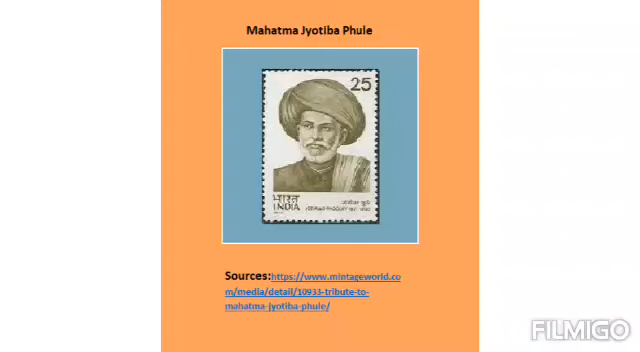 Mahatma Jyotiba Phule
25
भारत
INDIA
Sources:https://www.mintageworld.co
m/media/detail/10933-tribute-to-
mahatma-jyotiba-phule/
FILMIGO